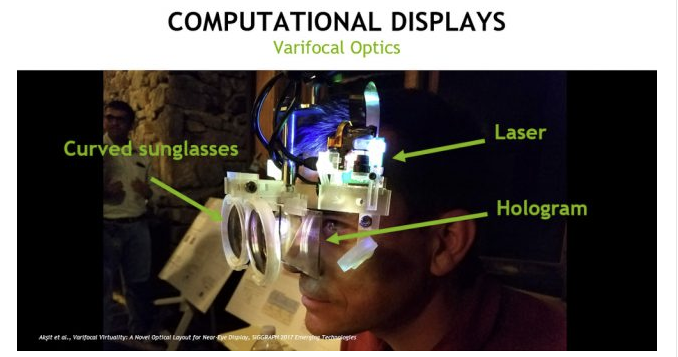 COMPUTATIONAL DISPLAYS
Varifocal Optics
Laser
Curved sunglasses
Hologram
Akşit et al., Varifocal Virtuality: A Novel Optical Layout for Near-Eye Display, SIGGRAPH 2017 Emerging Technologies